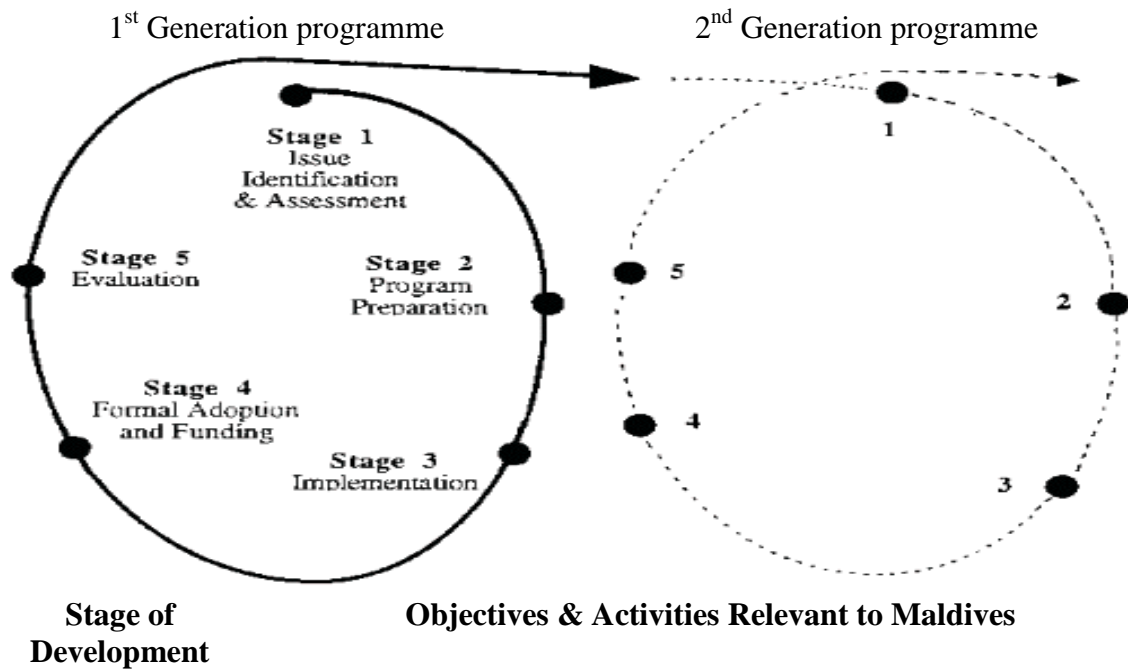 1st Generation programme
2nd Generation programme
Stage 1
Issue
Identification
& Assessment
Stage 2
Program
Preparation
Stage 3
Implementation
Stage 4
Formal Adoption
and Funding
Stage 5
Evaluation
1
2
3
4
5
Stage of
Development
Objectives & Activities Relevant to Maldives